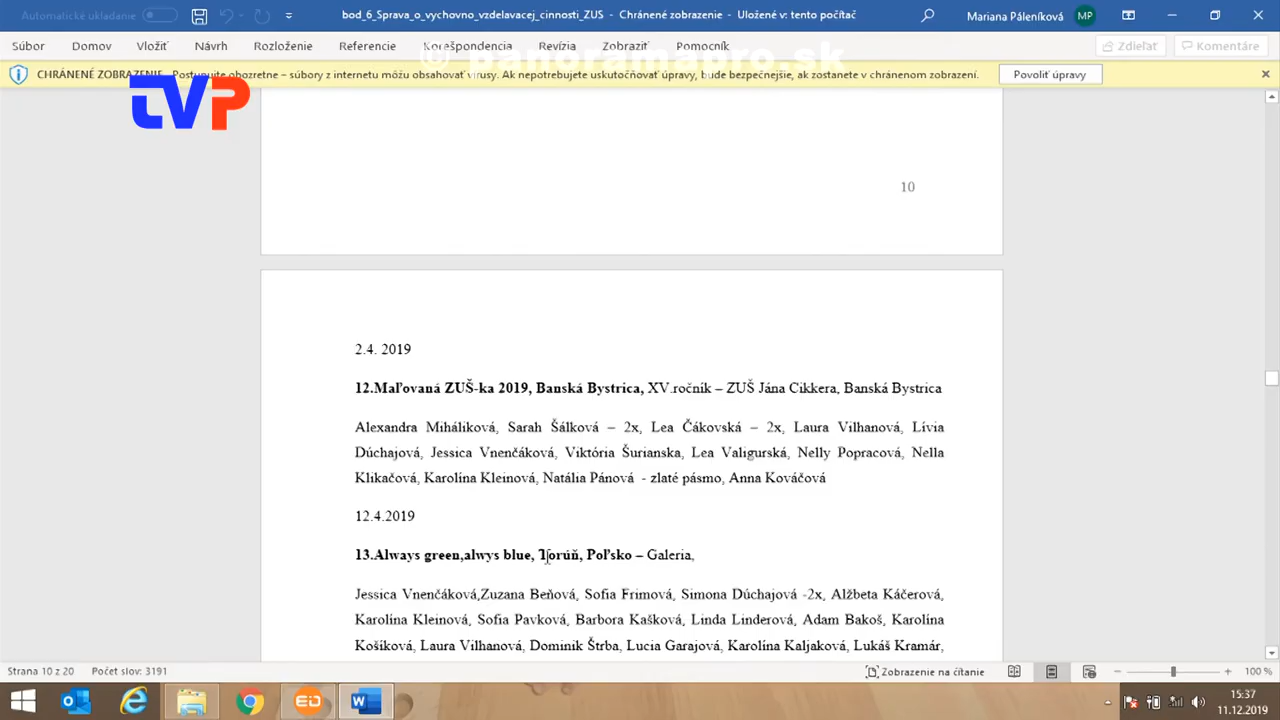 Automatické ukladanie
bod_6_Sprava_o_vychovno_vzdelavacej_cinnosti_ZUS - Chránené zobrazenie - Uložené v: tento počítač
Mariana Páleníková MP
Súbor Domov Vložiť Návrh Rozloženie Referencie Korešpondencia Revízia Zobraziť Pomocník Zdieľať Komentáre
© panoramapro.sk
CHRÁNENÉ ZOBRAZENIE Postupujte obozretne – súbory z internetu môžu obsahovať vírusy. Ak nepotrebujete uskutočňovať úpravy, bude bezpečnejšie, ak zostanete v chránenom zobrazení. Povoliť úpravy
TVP
10
2.4. 2019
12.Maľovaná ZUŠ-ka 2019, Banská Bystrica, XV.ročník – ZUŠ Jána Cikkera, Banská Bystrica
Alexandra Miháliková, Sarah Šálková – 2x, Lea Čákovská – 2x, Laura Vilhanová, Lívia
Dúchajová, Jessica Vnenčáková, Viktória Šurianska, Lea Valigurská, Nelly Popracová, Nella
Klikačová, Karolína Kleinová, Natália Pánová - zlaté pásmo, Anna Kováčová
12.4.2019
13.Always green,alwys blue, Torúň, Poľsko – Galeria,
Jessica Vnenčáková,Zuzana Beňová, Sofia Frimová, Simona Dúchajová -2x, Alžbeta Káčerová,
Karolína Kleinová, Sofia Pavková, Barbora Kašková, Linda Linderová, Adam Bakoš, Karolína
Košíková, Laura Vilhanová, Dominik Štrba, Lucia Garajová, Karolína Kaljaková, Lukáš Kramár,
Strana 10 z 20 Počet slov: 3191 Zobrazenie na čítanie 100 %
15:37
11.12.2019